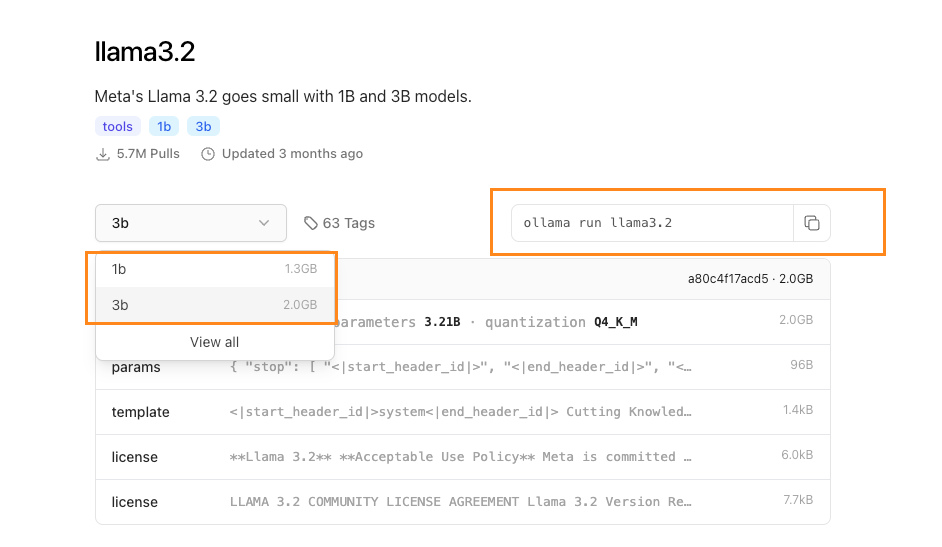 llama3.2
Meta's Llama 3.2 goes small with 1B and 3B models.
tools 1b 3b
5.7M Pulls Updated 3 months ago
3b 63 Tags ollama run llama3.2
1b 1.3GB
a80c4f17acd5 · 2.0GB
3b 2.0GB
parameters 3.21B · quantization Q4_K_M 2.0GB
View all
params { "stop": [ "<|start_header_id|>", "<|end_header_id|>", "<… 96B
template <|start_header_id|>system<|end_header_id|> Cutting Knowled… 1.4kB
license **Llama 3.2** **Acceptable Use Policy** Meta is committed … 6.0kB
license LLAMA 3.2 COMMUNITY LICENSE AGREEMENT Llama 3.2 Version Re… 7.7kB